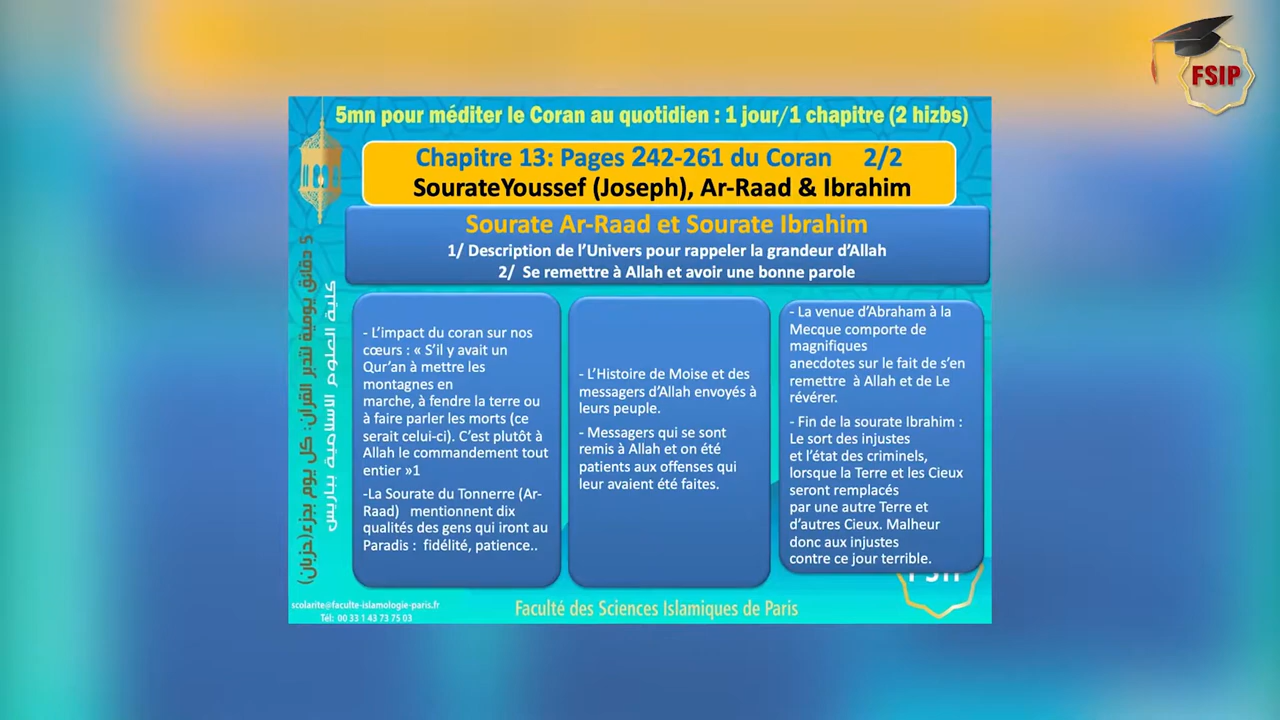 FSIP
5mn pour méditer le Coran au quotidien : 1 jour/1 chapitre (2 hizbs)
Chapitre 13: Pages 242-261 du Coran 2/2
SourateYoussef (Joseph), Ar-Raad & Ibrahim
Sourate Ar-Raad et Sourate Ibrahim
1/ Description de l’Univers pour rappeler la grandeur d’Allah
2/ Se remettre à Allah et avoir une bonne parole
5 دقائق يومية لتدبر القرآن: كل يوم بجزء(حزبان)
كلية العلوم الاسلامية بباريس
- L’impact du coran sur nos
cœurs : « S’il y avait un
Qur’an à mettre les
montagnes en
marche, à fendre la terre ou
à faire parler les morts (ce
serait celui-ci). C’est plutôt à
Allah le commandement tout
entier »1
-La Sourate du Tonnerre (Ar-
Raad) mentionnent dix
qualités des gens qui iront au
Paradis : fidélité, patience..
- L’Histoire de Moise et des
messagers d’Allah envoyés à
leurs peuple.
- Messagers qui se sont
remis à Allah et on été
patients aux offenses qui
leur avaient été faites.
- La venue d’Abraham à la
Mecque comporte de
magnifiques
anecdotes sur le fait de s’en
remettre à Allah et de Le
révérer.
- Fin de la sourate Ibrahim :
Le sort des injustes
et l’état des criminels,
lorsque la Terre et les Cieux
seront remplacés
par une autre Terre et
d’autres Cieux. Malheur
donc aux injustes
contre ce jour terrible.
FSIP
scolarite@faculte-islamologie-paris.fr
Tél: 00 33 1 43 73 75 03
Faculté des Sciences Islamiques de Paris